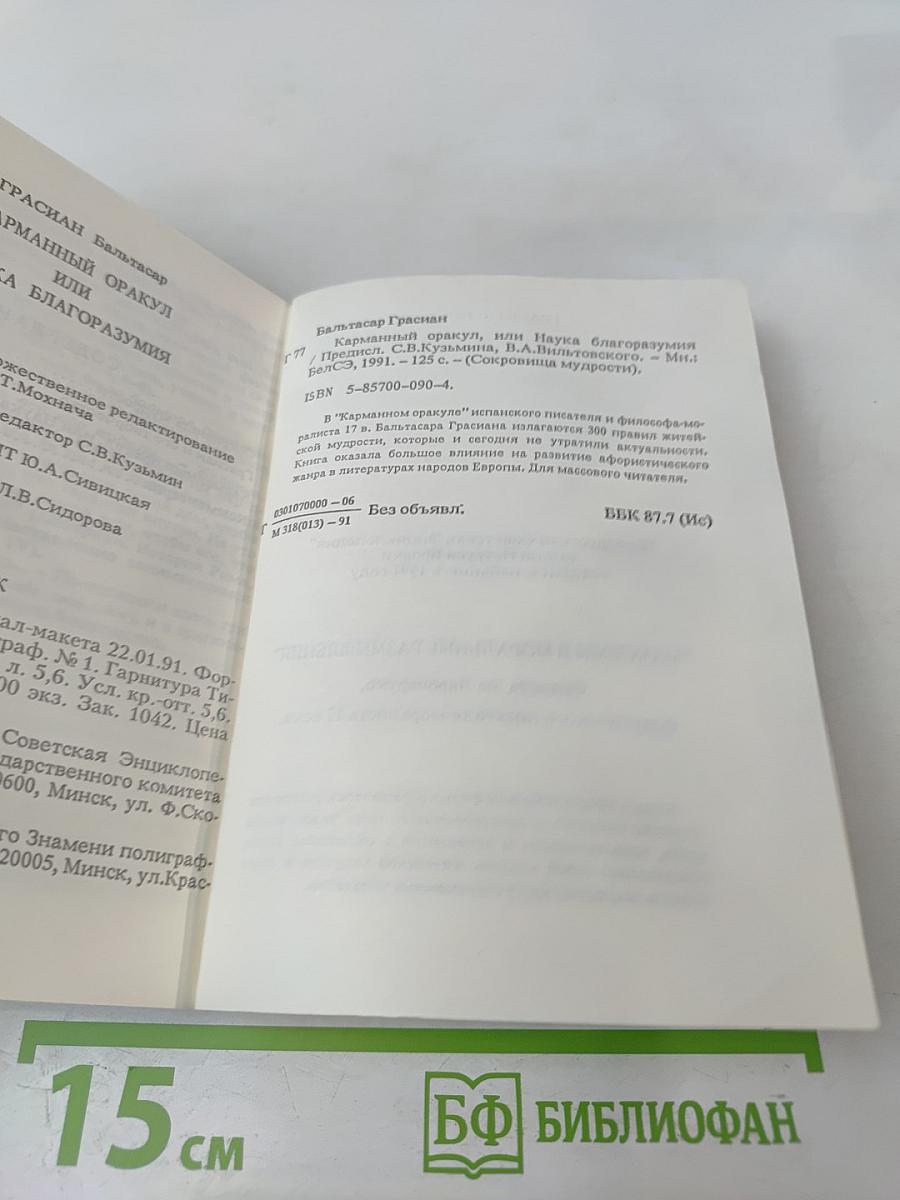 ГРАСИАН Бальтасар
АРМАННЫЙ ОРАКУЛ
ИЛИ
КА БЛАГОРАЗУМИЯ
ожественное редактирование
Т.Мохнача
едактор С.В.Кузьмин
Т Ю.А.Сивицкая
Л.В.Сидорова
К
ал-макета 22.01.91. Фор-
раф. № 1. Гарнитура Ти-
л. 5,6. Усл. кр.-отт. 5,6.
00 экз. Зак. 1042. Цена
Советская Энциклопе-
дарственного комитета
0600, Минск, ул. Ф.Ско-
го Знамени полиграф-
20005, Минск, ул.Крас-
Бальтасар Грасиан
Г 77 Карманный оракул, или Наука благоразумия
/ Предисл. С.В.Кузьмина, В.А.Вильтовского. – Мн.:
БелСЭ, 1991. – 125 с. – (Сокровища мудрости).
ISBN 5–85700–090–4.
В "Карманном оракуле" испанского писателя и философа-мо-
ралиста 17 в. Бальтасара Грасиана излагаются 300 правил житей-
ской мудрости, которые и сегодня не утратили актуальности.
Книга оказала большое влияние на развитие афористического
жанра в литературах народов Европы. Для массового читателя.
Г 0301070000 – 06
М 318(013) – 91 Без объявл. ББК 87.7 (Ис)
15 см
БФ БИБЛИОФАН